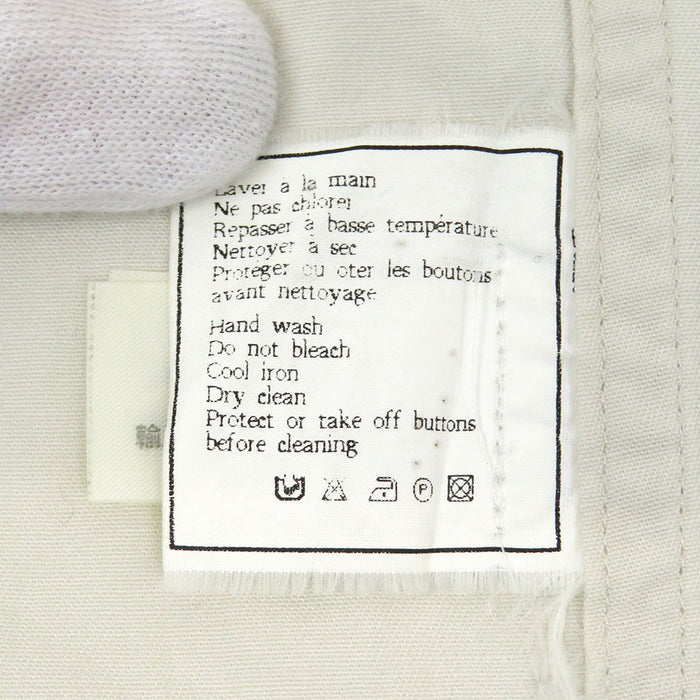 Laver à la main
Ne pas chlorer
Repasser à basse température
Nettoyer à sec
Protéger ou oter les boutons
avant nettoyage
Hand wash
Do not bleach
Cool iron
Dry clean
Protect or take off buttons
before cleaning
P
輸